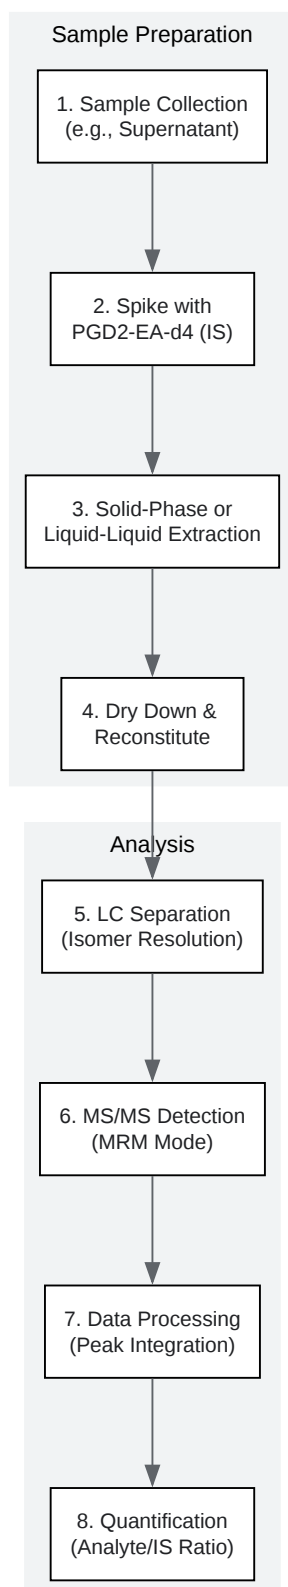 Sample Preparation
1. Sample Collection
(e.g., Supernatant)
2. Spike with
PGD2-EA-d4 (IS)
3. Solid-Phase or
Liquid-Liquid Extraction
4. Dry Down &
Reconstitute
Analysis
5. LC Separation
(Isomer Resolution)
6. MS/MS Detection
(MRM Mode)
7. Data Processing
(Peak Integration)
8. Quantification
(Analyte/IS Ratio)